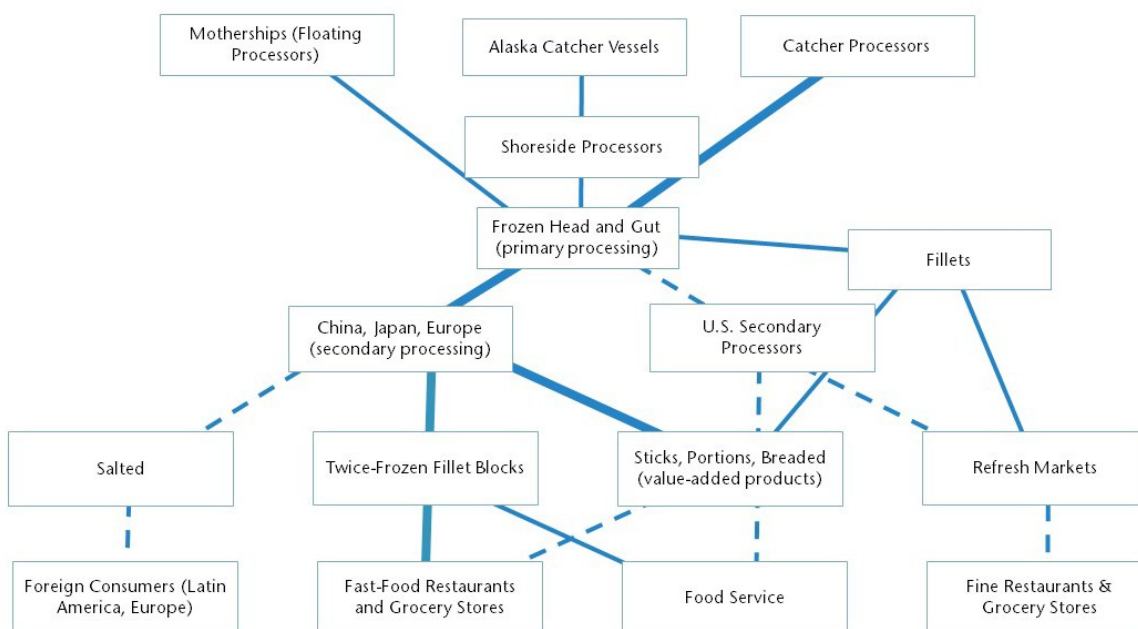 Motherships (Floating
Processors)
Alaska Catcher Vessels
Catcher Processors
Shoreside Processors
Frozen Head and Gut
(primary processing)
Fillets
China, Japan, Europe
(secondary processing)
U.S. Secondary
Processors
Salted
Twice-Frozen Fillet Blocks
Sticks, Portions, Breaded
(value-added products)
Refresh Markets
Foreign Consumers (Latin
America, Europe)
Fast-Food Restaurants
and Grocery Stores
Food Service
Fine Restaurants &
Grocery Stores